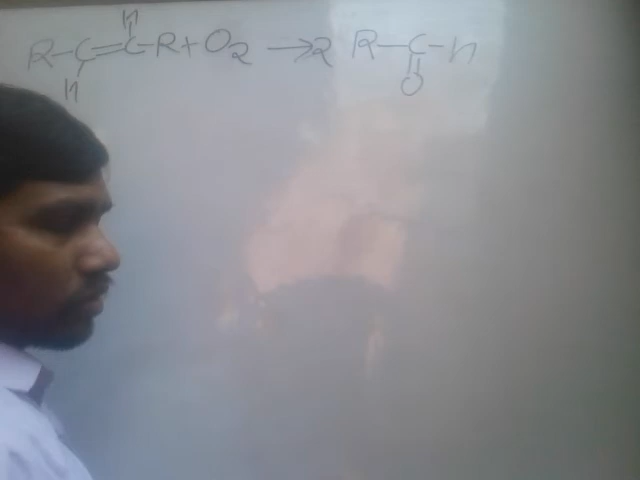 H
R-C=C-R+O2 → 2 R-C-H
H O